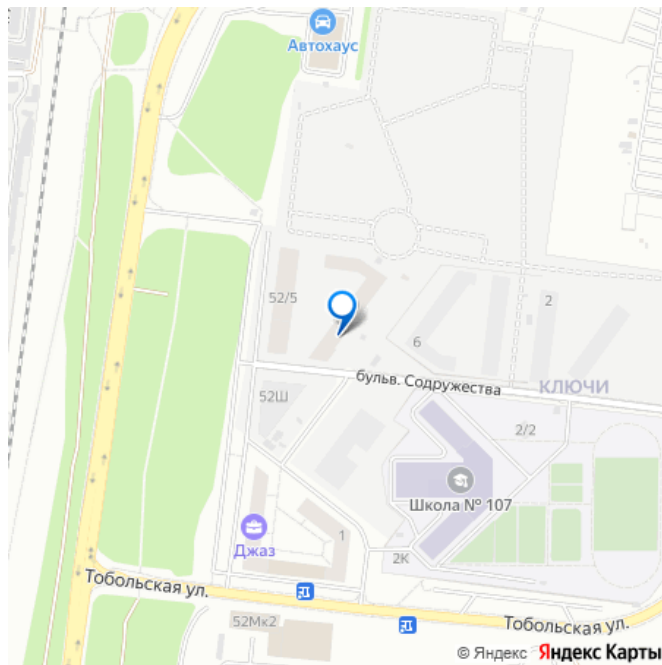 Автохаус
52/5
2
6
бульв. Содружества
КЛЮЧИ
52Ш
2/2
Школа № 107
1
Джаз
2К
Тобольская ул.
Тобольская ул.
52Мк2
© Яндекс Яндекс Карты